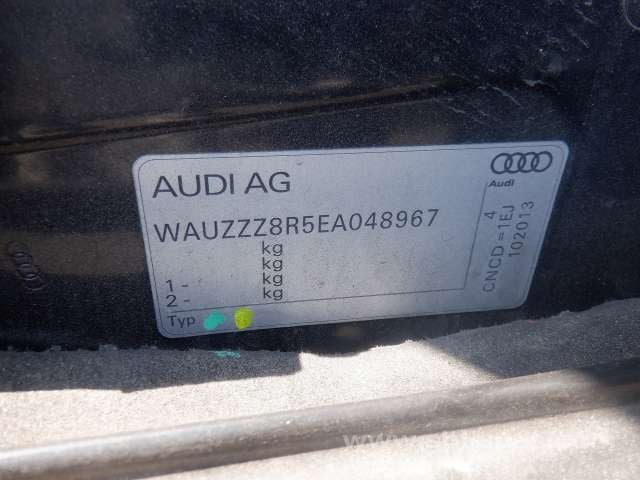 AUDI AG
Audi
WAUZZZ8R5EA048967
kg
kg
1 - kg
2 - kg
Typ
4
CNCD = 1EJ
102013